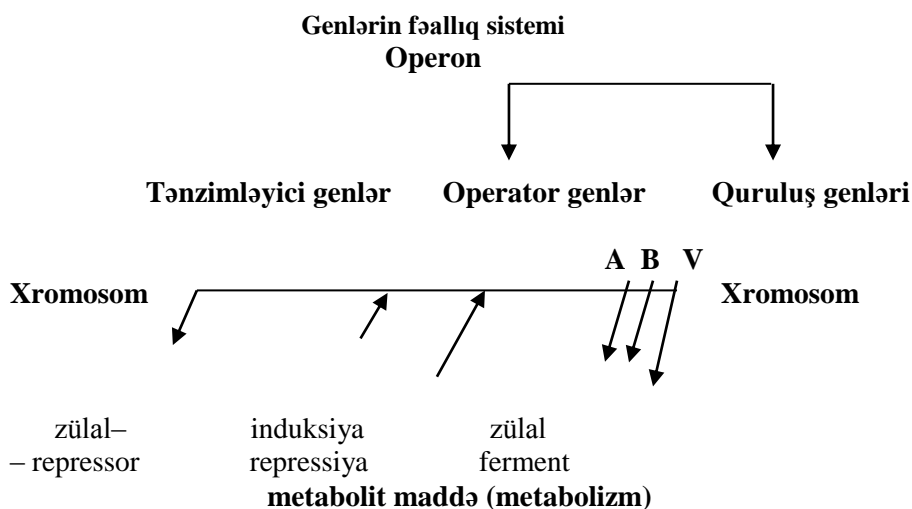 Genlərin fəallıq sistemi
Operon
Tənzimləyici genlər Operator genlər Quruluş genləri
A B V
Xromosom Xromosom
zülal– induksiya zülal
– repressor repressiya ferment
metabolit maddə (metabolizm)